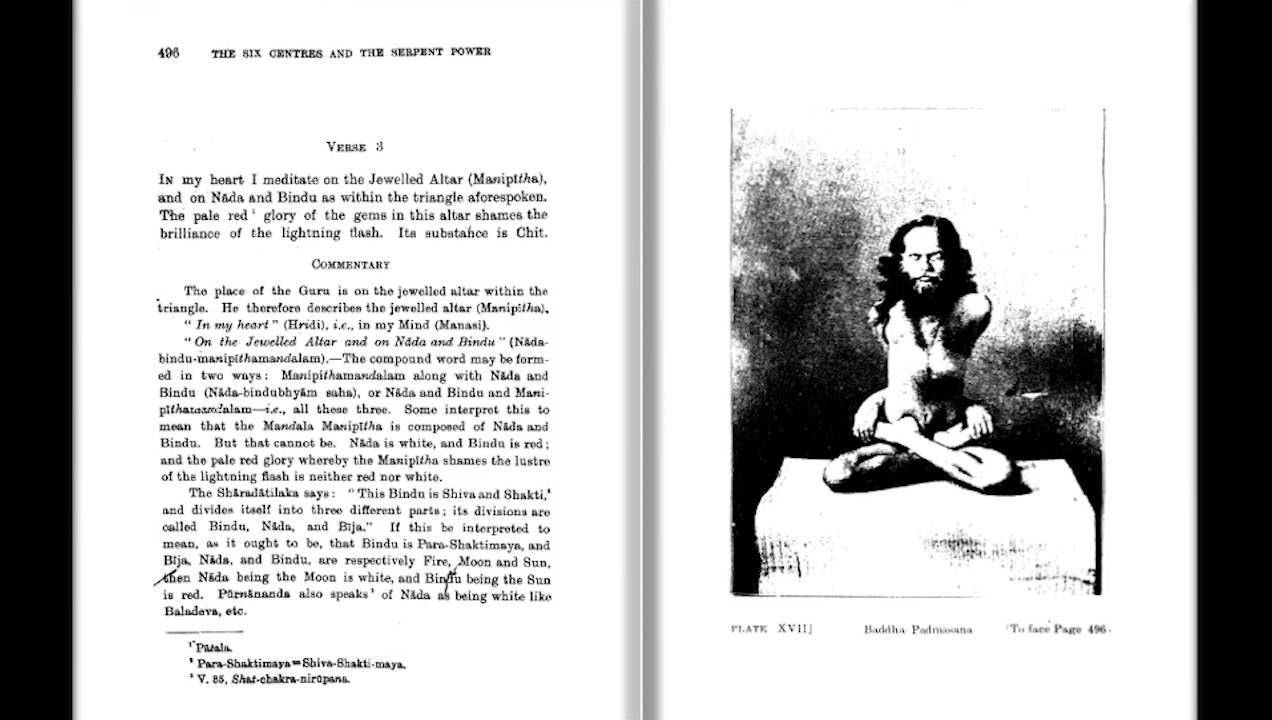 496 THE SIX CENTRES AND THE SERPENT POWER
VERSE 3
IN my heart I meditate on the Jewelled Altar (Manipītha),
and on Nāda and Bindu as within the triangle aforespoken.
The pale red¹ glory of the gems in this altar shames the
brilliance of the lightning flash. Its substance is Chit.
COMMENTARY
The place of the Guru is on the jewelled altar within the
triangle. He therefore describes the jewelled altar (Manipītha).
“In my heart” (Hridi), i.e., in my Mind (Manasi).
“On the Jewelled Altar and on Nāda and Bindu” (Nāda-
bindu-manipīthamandalam).—The compound word may be form-
ed in two ways: Manipīthamandalam along with Nāda and
Bindu (Nāda-bindubhyām saha), or Nāda and Bindu and Mani-
pīthamandalam—i.e., all these three. Some interpret this to
mean that the Mandala Manipītha is composed of Nāda and
Bindu. But that cannot be. Nāda is white, and Bindu is red;
and the pale red glory whereby the Manipītha shames the lustre
of the lightning flash is neither red nor white.
The Shāradātilaka says: “This Bindu is Shiva and Shakti,²
and divides itself into three different parts; its divisions are
called Bindu, Nāda, and Bīja.” If this be interpreted to
mean, as it ought to be, that Bindu is Para-Shaktimaya, and
Bīja, Nāda, and Bindu, are respectively Fire, Moon and Sun,
then Nāda being the Moon is white, and Bindu being the Sun
is red. Pūrnānanda also speaks³ of Nāda as being white like
Baladeva, etc.
¹ Pātala.
² Para-Shaktimaya=Shiva-Shakti-maya.
³ V. 35, Shat-chakra-nirūpana.
PLATE XVII] Baddha Padmāsana [To face Page 496.